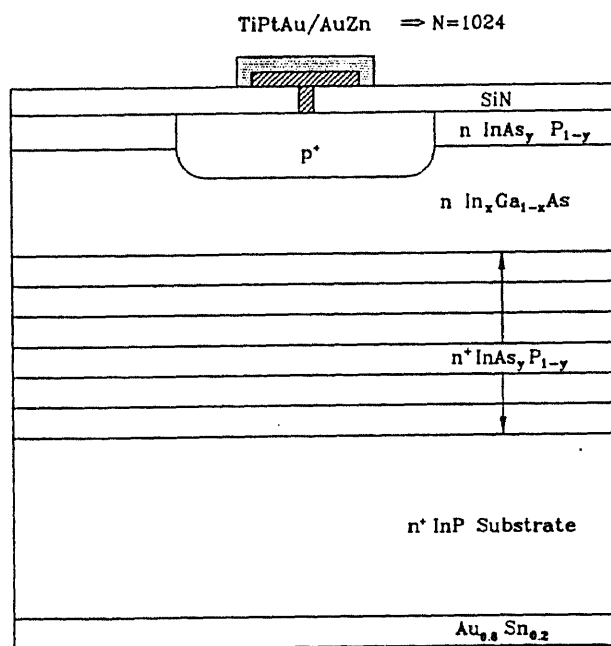 TiPtAu/AuZn ⇒ N=1024
SiN
n InAsy P1-y
p+
n InxGa1-xAs
n+ InAsyP1-y
n+ InP Substrate
Au0.8 Sn0.2